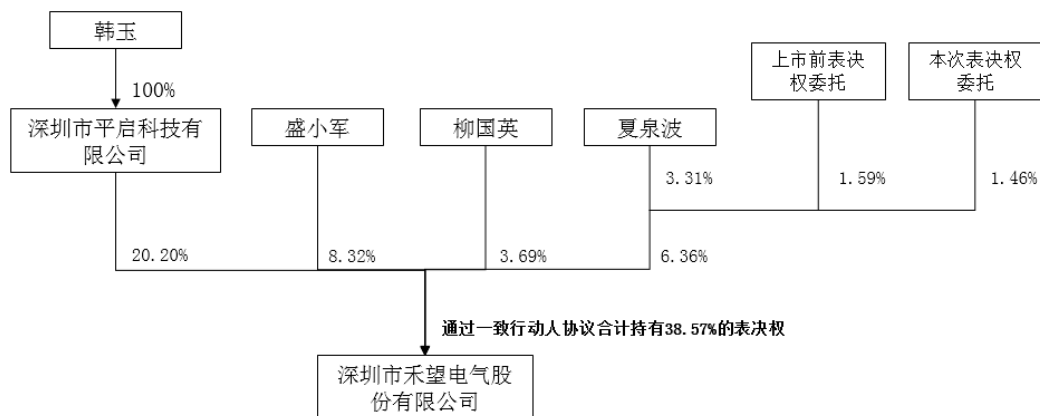 韩玉
上市前表决
权委托
本次表决权
委托
100%
深圳市平启科技有
限公司
盛小军
柳国英
夏泉波
3.31%
1.59%
1.46%
20.20%
8.32%
3.69%
6.36%
通过一致行动人协议合计持有38.57%的表决权
深圳市禾望电气股
份有限公司